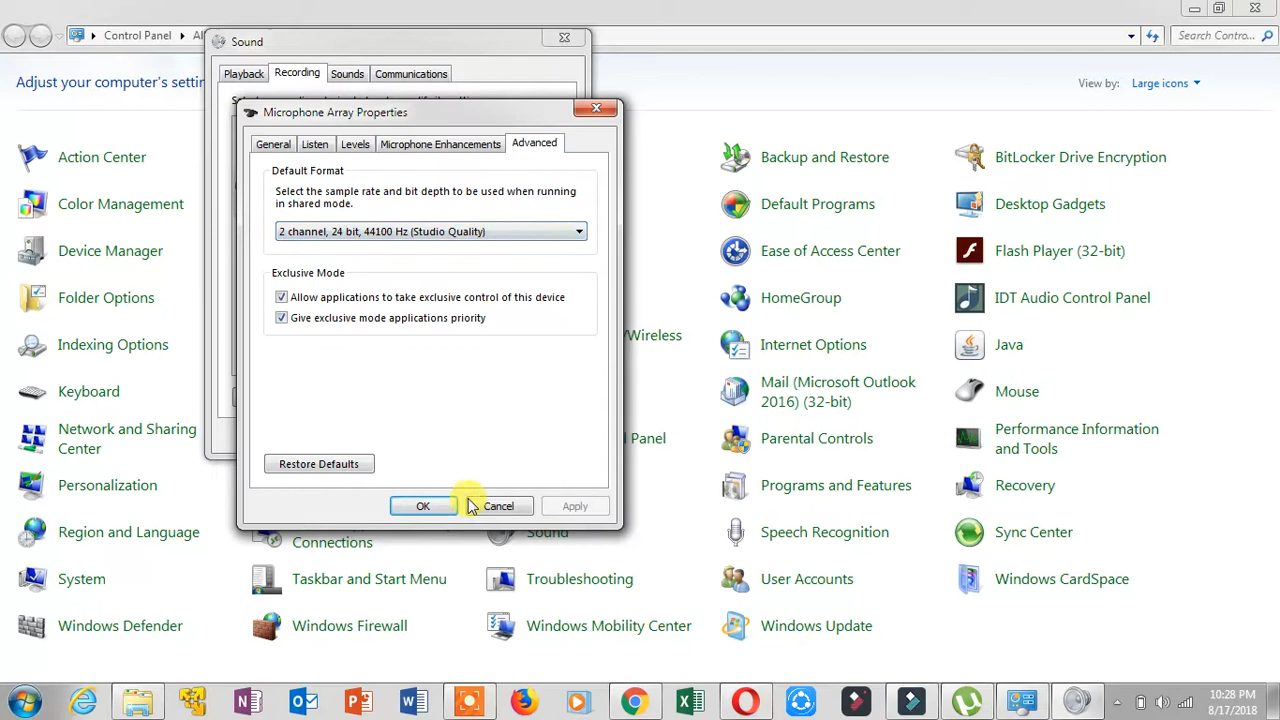 Control Panel
Al
Search Contro...
Adjust your computer's settin
View by:
Large icons
Sound
Playback
Recording
Sounds
Communications
Microphone Array Properties
General
Listen
Levels
Microphone Enhancements
Advanced
Default Format
Select the sample rate and bit depth to be used when running
in shared mode.
2 channel, 24 bit, 44100 Hz (Studio Quality)
Exclusive Mode
Allow applications to take exclusive control of this device
Give exclusive mode applications priority
Restore Defaults
OK
Cancel
Apply
Action Center
Backup and Restore
BitLocker Drive Encryption
Color Management
Default Programs
Desktop Gadgets
Device Manager
Ease of Access Center
Flash Player (32-bit)
Folder Options
HomeGroup
IDT Audio Control Panel
Indexing Options
/Wireless
Internet Options
Java
Keyboard
Mail (Microsoft Outlook
2016) (32-bit)
Mouse
Network and Sharing
Center
l Panel
Parental Controls
Performance Information
and Tools
Personalization
Programs and Features
Recovery
Region and Language
Connections
Sound
Speech Recognition
Sync Center
System
Taskbar and Start Menu
Troubleshooting
User Accounts
Windows CardSpace
Windows Defender
Windows Firewall
Windows Mobility Center
Windows Update
10:28 PM
8/17/2018